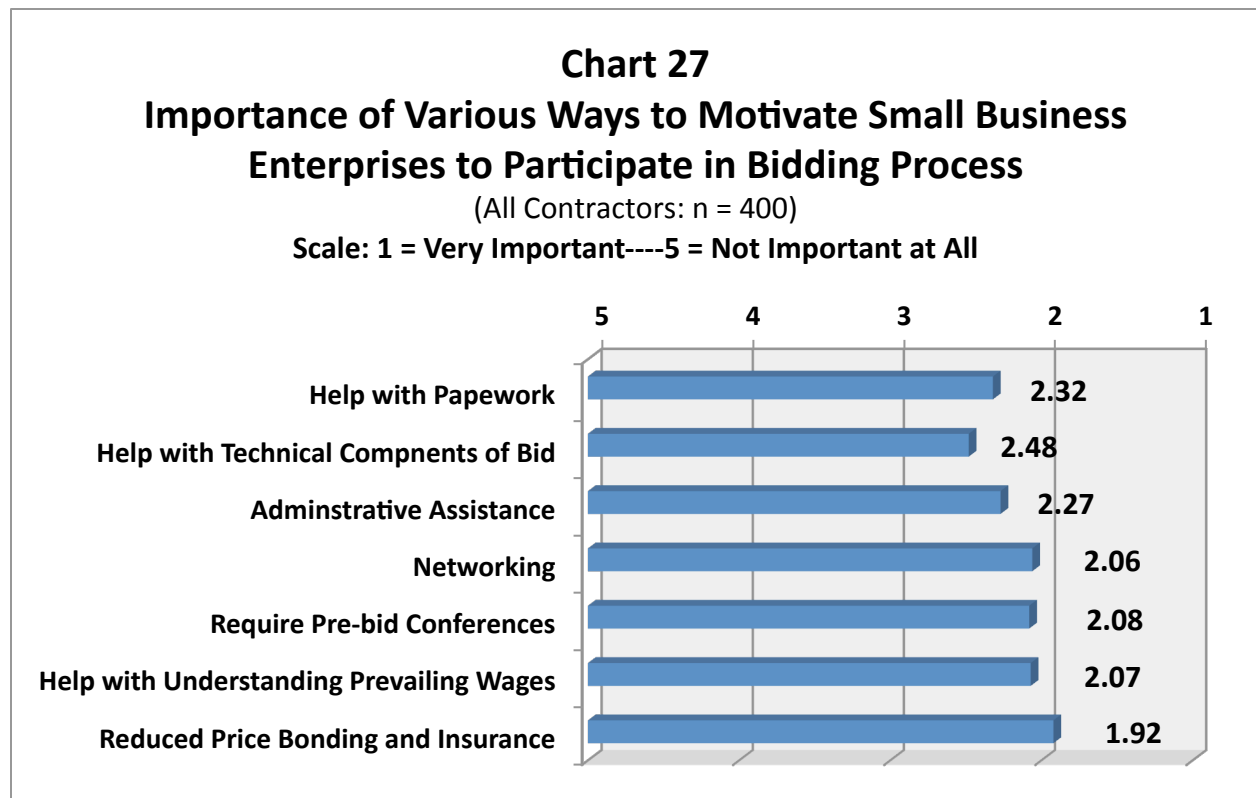 Chart 27
Importance of Various Ways to Motivate Small Business
Enterprises to Participate in Bidding Process
(All Contractors: n = 400)
Scale: 1 = Very Important----5 = Not Important at All
5 4 3 2 1
Help with Papework 2.32
Help with Technical Compnents of Bid 2.48
Adminstrative Assistance 2.27
Networking 2.06
Require Pre-bid Conferences 2.08
Help with Understanding Prevailing Wages 2.07
Reduced Price Bonding and Insurance 1.92